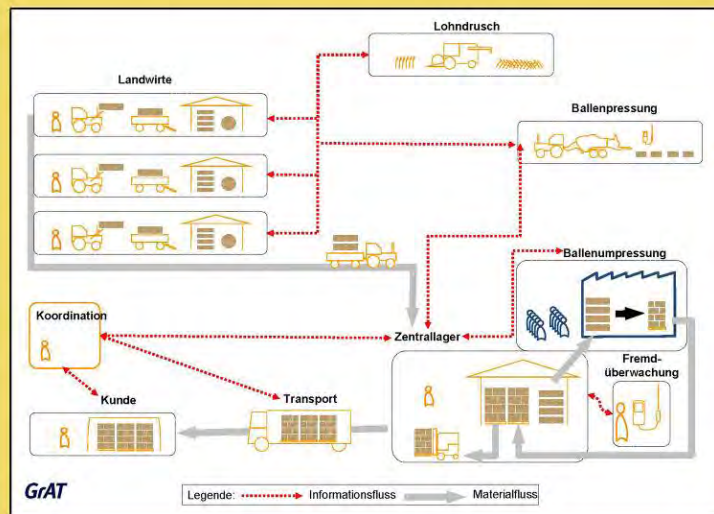 Lohndrusch
Landwirte
Ballenpressung
Ballenumpressung
Koordination
Zentrallager
Fremd-
überwachung
Kunde
Transport
GrAT
Legende: Informationsfluss Materialfluss